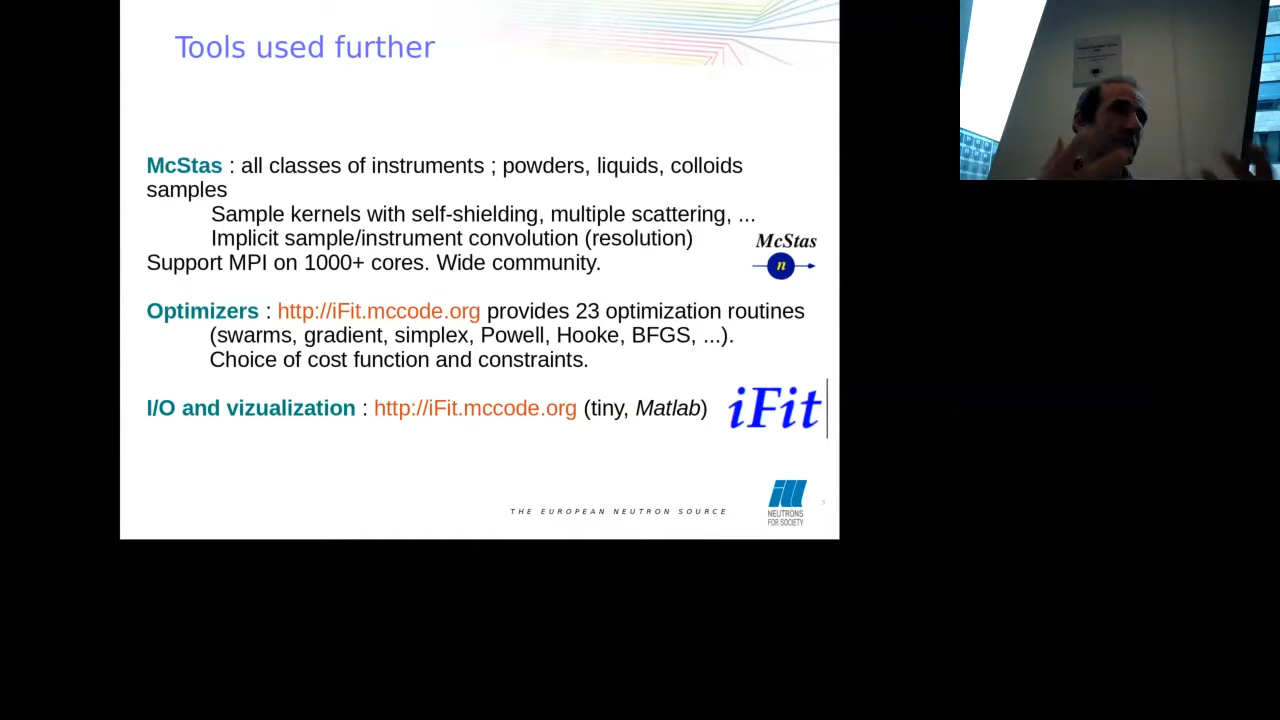 Tools used further
McStas : all classes of instruments ; powders, liquids, colloids
samples
Sample kernels with self-shielding, multiple scattering, ...
Implicit sample/instrument convolution (resolution)
Support MPI on 1000+ cores. Wide community.
McStas
n
Optimizers : http://iFit.mccode.org provides 23 optimization routines
(swarms, gradient, simplex, Powell, Hooke, BFGS, ...).
Choice of cost function and constraints.
I/O and vizualization : http://iFit.mccode.org (tiny, Matlab)
iFit
THE EUROPEAN NEUTRON SOURCE
ill
NEUTRONS
FOR SOCIETY